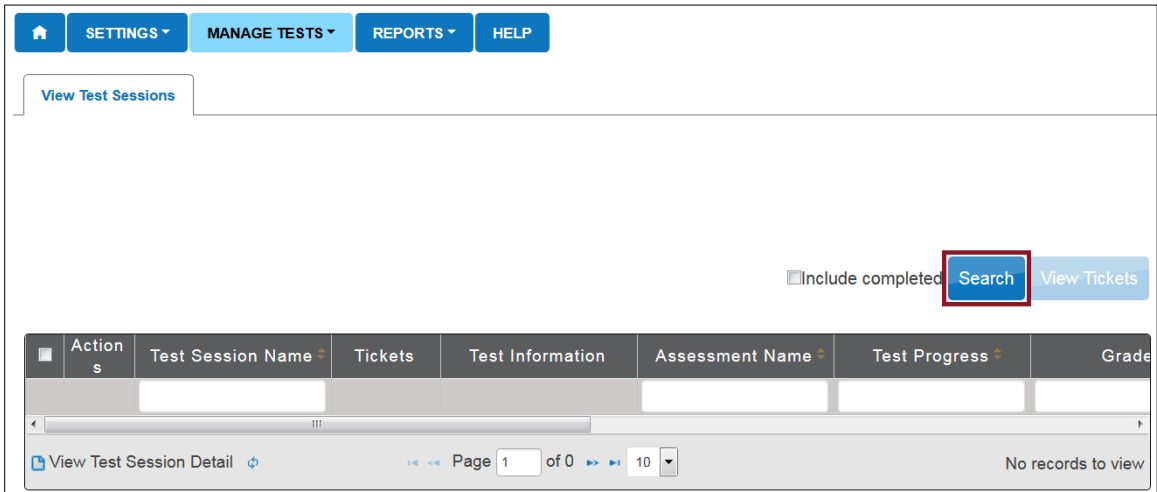 SETTINGS MANAGE TESTS REPORTS HELP
View Test Sessions
Include completed Search View Tickets
Actions Test Session Name Tickets Test Information Assessment Name Test Progress Grade
View Test Session Detail Page 1 of 0 10 No records to view